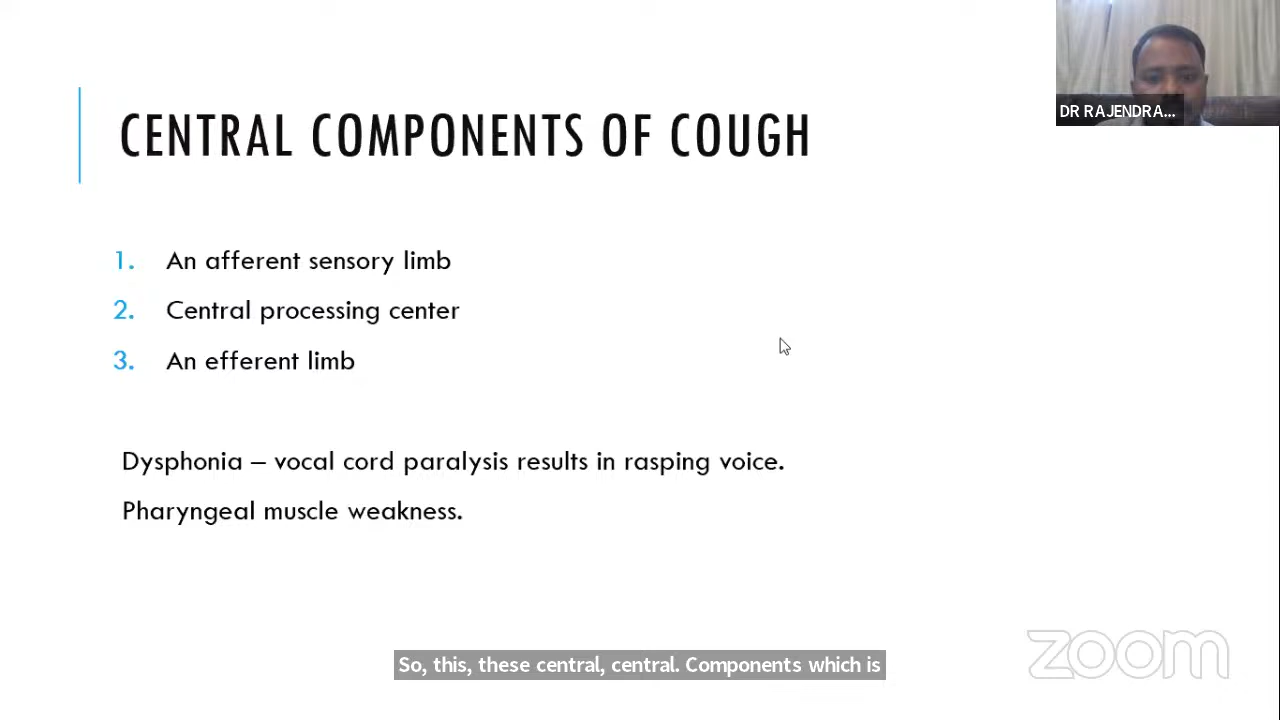 DR RAJENDRA...
CENTRAL COMPONENTS OF COUGH
1. An afferent sensory limb
2. Central processing center
3. An efferent limb
Dysphonia – vocal cord paralysis results in rasping voice.
Pharyngeal muscle weakness.
zoom
So, this, these central, central. Components which is